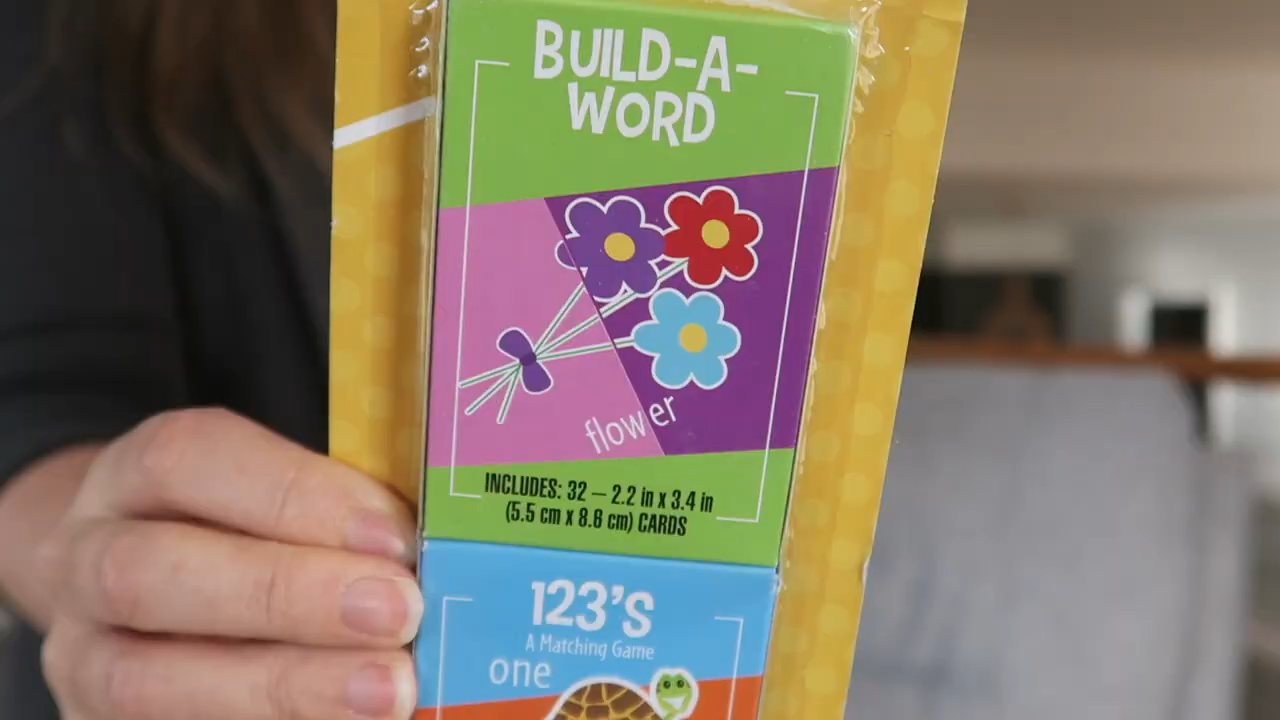 BUILD-A-
WORD
flower
INCLUDES: 32 – 2.2 in x 3.4 in
(5.5 cm x 8.6 cm) CARDS
123'S
A Matching Game
one